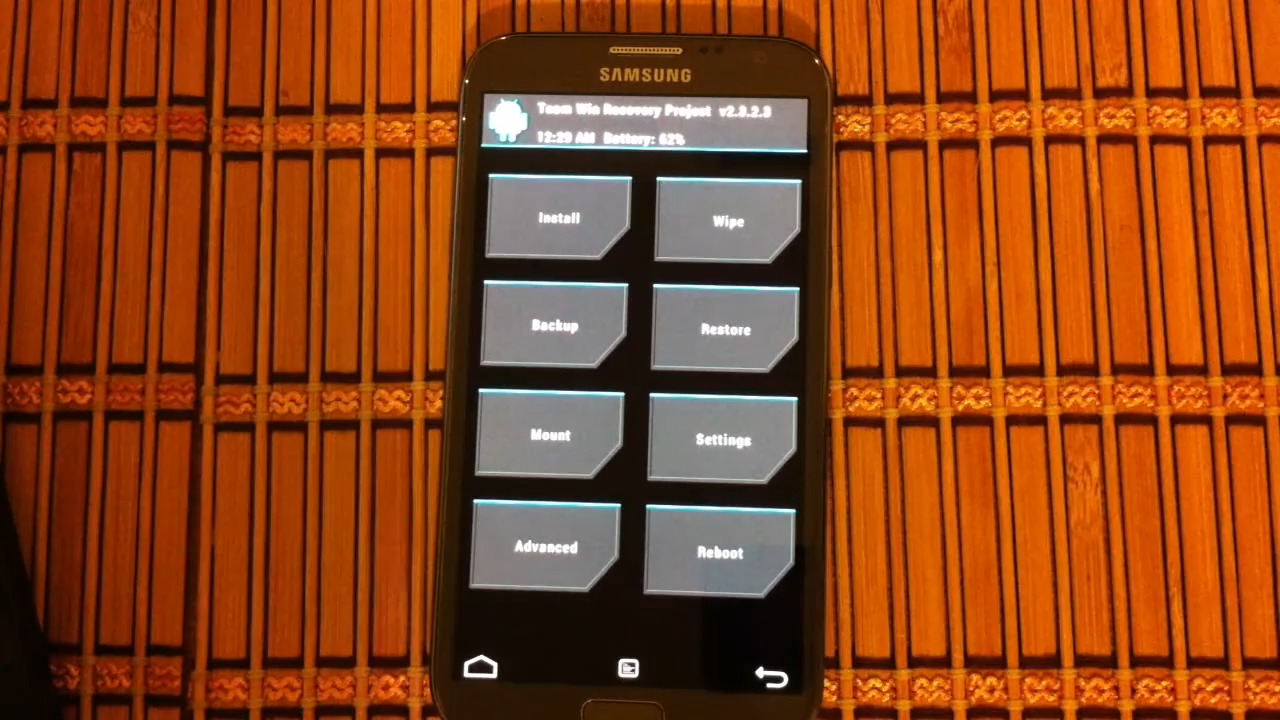 SAMSUNG
Team Win Recovery Project v2.3.2.3
12:29 AM Battery: 62%
Install
Wipe
Backup
Restore
Mount
Settings
Advanced
Reboot